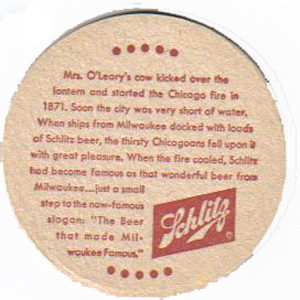 Mrs. O'Leary's cow kicked over the
lantern and started the Chicago fire in
1871. Soon the city was very short of water.
When ships from Milwaukee docked with loads
of Schlitz beer, the thirsty Chicagoans fell upon it
with great pleasure. When the fire cooled, Schlitz
had become famous as that wonderful beer from
Milwaukee...just a small
step to the now-famous
slogan: "The Beer
that made Mil-
waukee Famous."
Schlitz